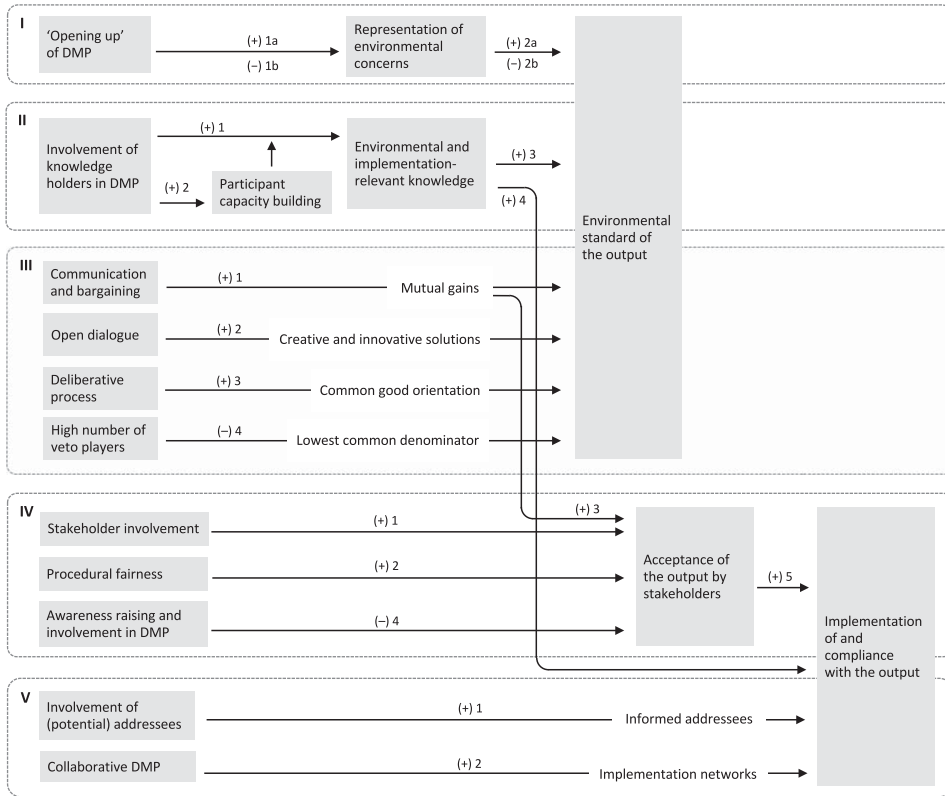 I
‘Opening up’
of DMP
(+) 1a
(−) 1b
Representation of
environmental
concerns
(+) 2a
(−) 2b
II
Involvement of
knowledge
holders in DMP
(+) 1
(+) 2
Participant
capacity building
Environmental and
implementation-
relevant knowledge
(+) 3
(+) 4
Environmental
standard of
the output
III
Communication
and bargaining
(+) 1
Mutual gains
Open dialogue
(+) 2
Creative and innovative solutions
Deliberative
process
(+) 3
Common good orientation
High number of
veto players
(−) 4
Lowest common denominator
IV
Stakeholder involvement
(+) 1
(+) 3
Procedural fairness
(+) 2
Awareness raising and
involvement in DMP
(−) 4
Acceptance of
the output by
stakeholders
(+) 5
Implementation
of and
compliance
with the output
V
Involvement of
(potential) addressees
(+) 1
Informed addressees
Collaborative DMP
(+) 2
Implementation networks